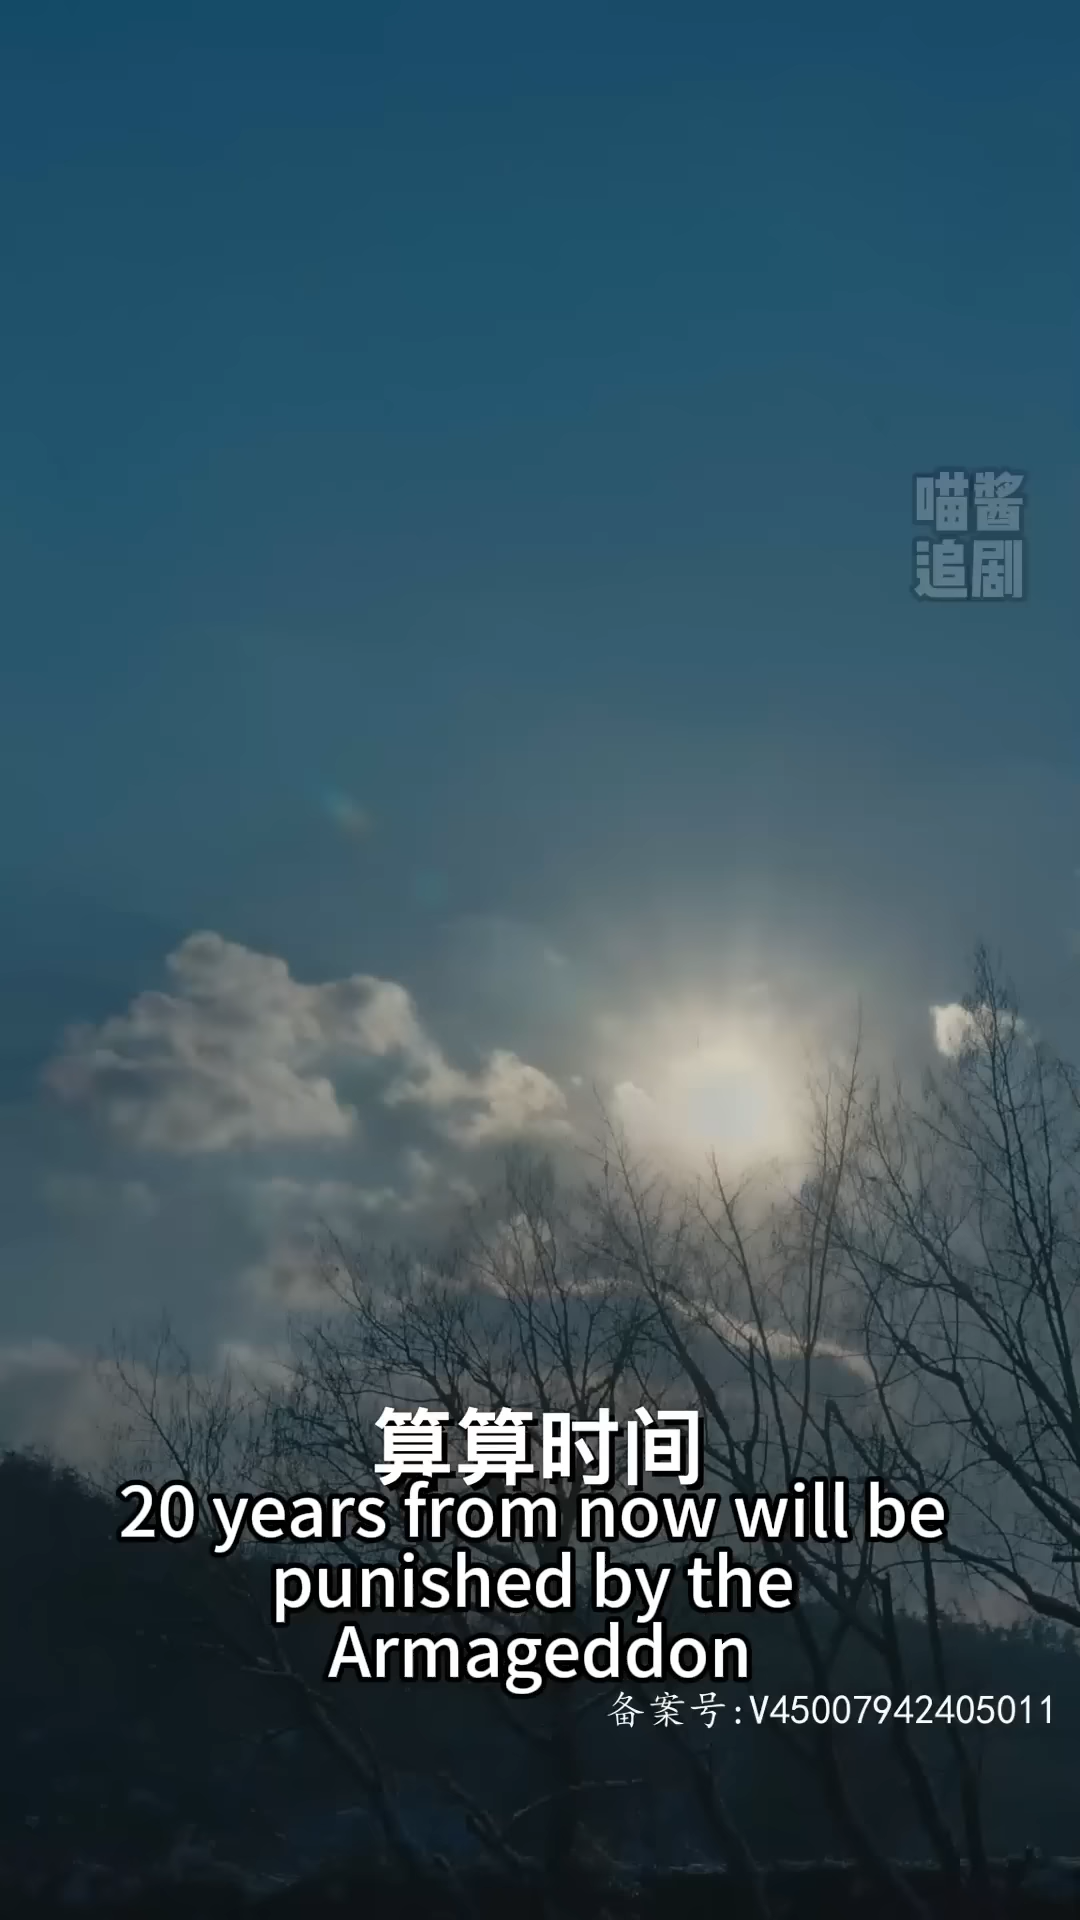 喵酱
追剧
算算时间
20 years from now will be
punished by the
Armageddon
备案号:V45007942405011